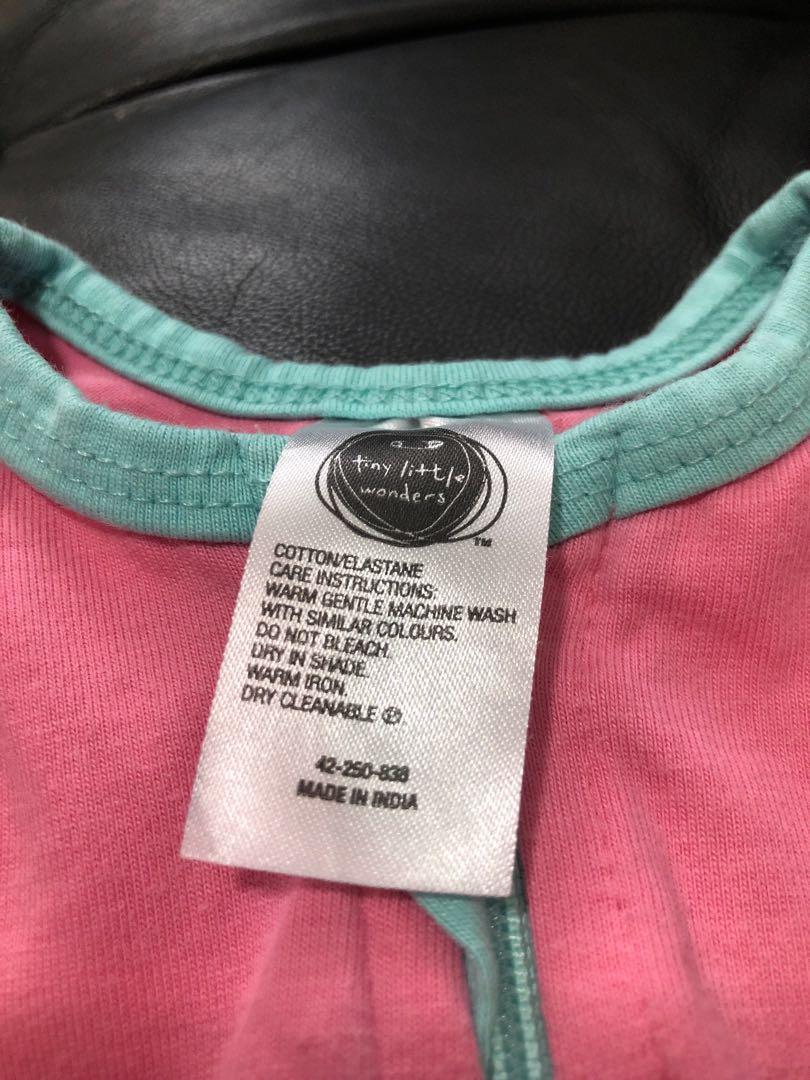 tiny little
wonders
™
COTTON/ELASTANE
CARE INSTRUCTIONS:
WARM GENTLE MACHINE WASH
WITH SIMILAR COLOURS.
DO NOT BLEACH.
DRY IN SHADE.
WARM IRON.
DRY CLEANABLE Ⓟ
42-250-838
MADE IN INDIA